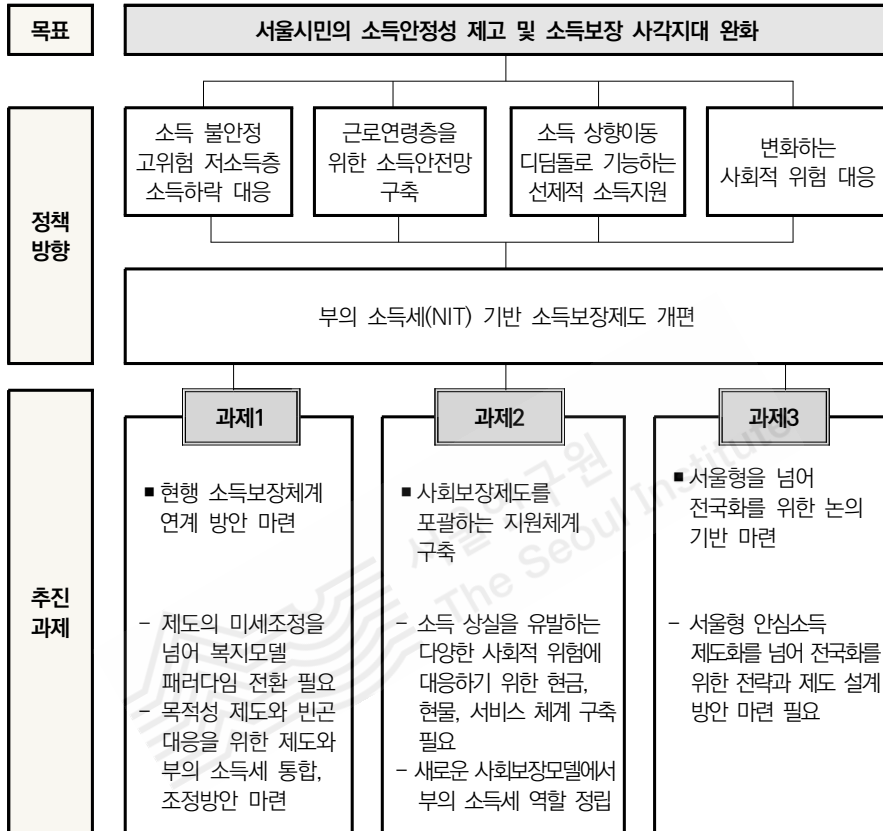 목표
서울시민의 소득안정성 제고 및 소득보장 사각지대 완화
정책
방향
소득 불안정
고위험 저소득층
소득하락 대응
근로연령층을
위한 소득안전망
구축
소득 상향이동
디딤돌로 기능하는
선제적 소득지원
변화하는
사회적 위험 대응
부의 소득세(NIT) 기반 소득보장제도 개편
추진
과제
과제1
■ 현행 소득보장체계
연계 방안 마련
- 제도의 미세조정을
넘어 복지모델
패러다임 전환 필요
- 목적성 제도와 빈곤
대응을 위한 제도와
부의 소득세 통합,
조정방안 마련
과제2
■ 사회보장제도를
포괄하는 지원체계
구축
- 소득 상실을 유발하는
다양한 사회적 위험에
대응하기 위한 현금,
현물, 서비스 체계 구축
필요
- 새로운 사회보장모델에서
부의 소득세 역할 정립
과제3
■ 서울형을 넘어
전국화를 위한 논의
기반 마련
- 서울형 안심소득
제도화를 넘어 전국화를
위한 전략과 제도 설계
방안 마련 필요
서울연구원
The Seoul Institute